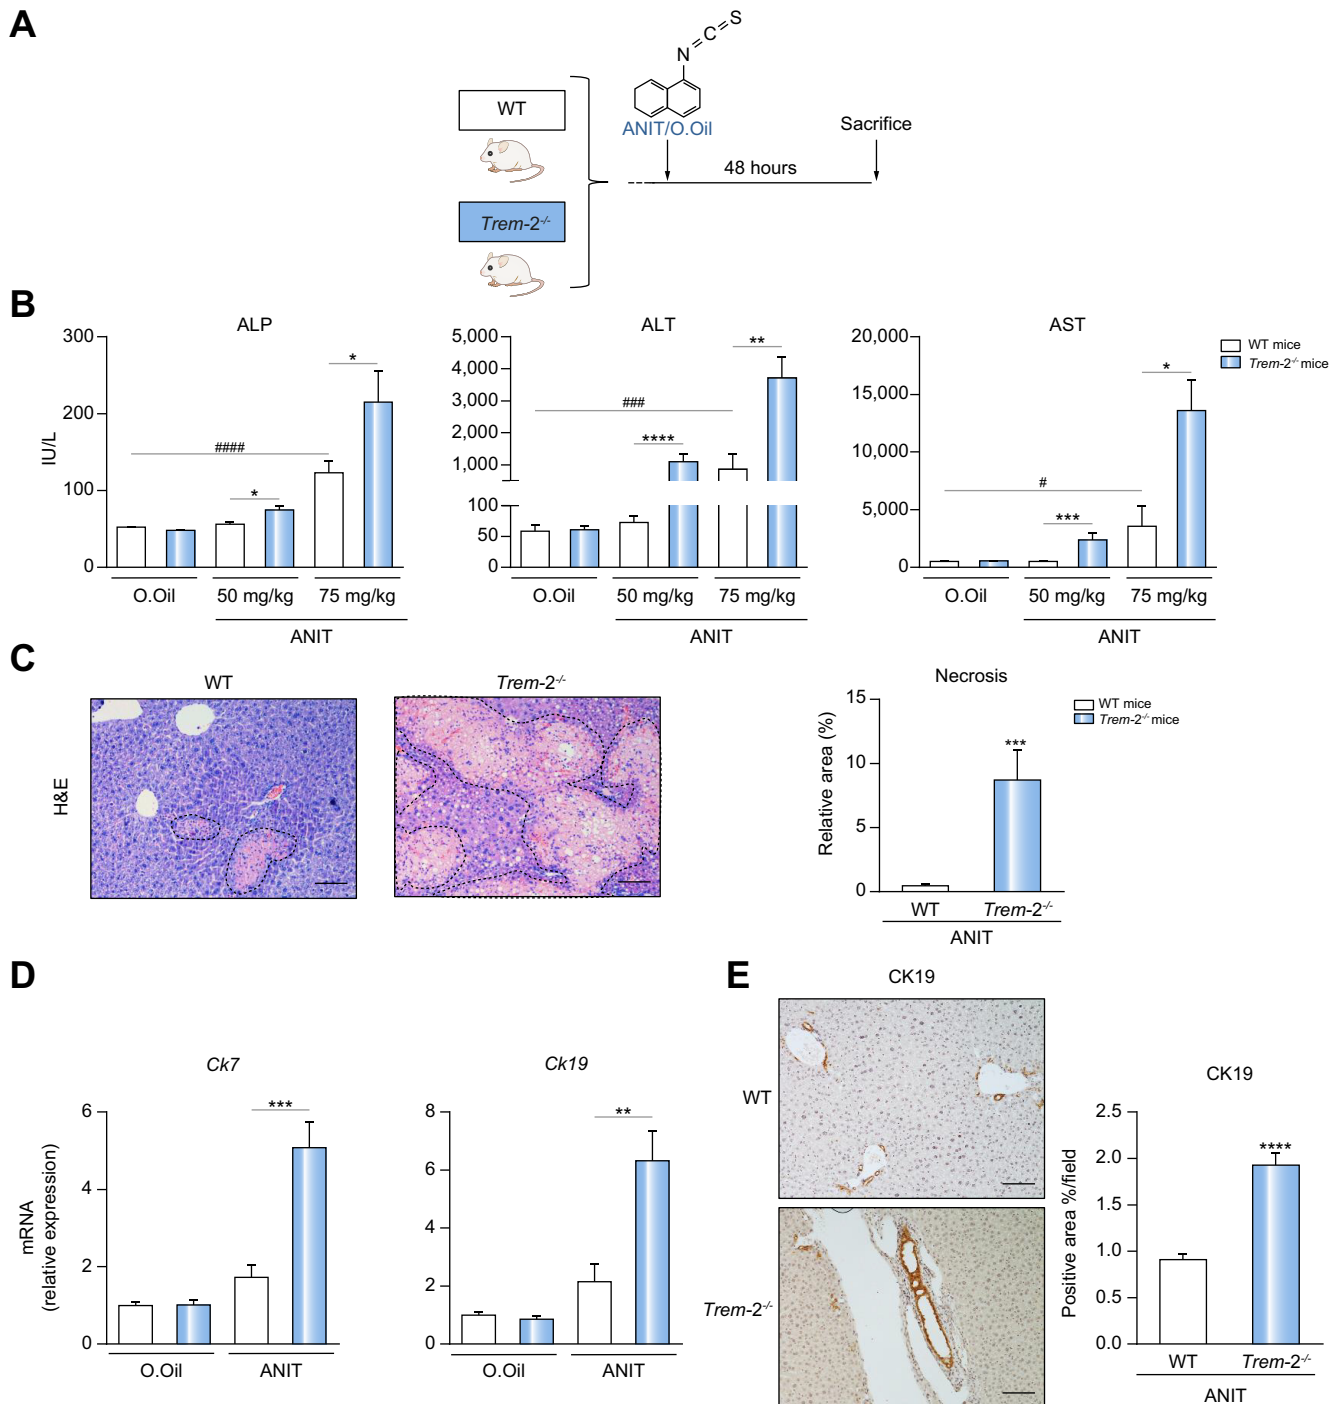 A
N=C=S
WT
ANIT/O.Oil
Sacrifice
48 hours
Trem-2-/-
B
ALP
ALT
AST
300
200
100
0
IU/L
####
*
*
5,000
4,000
3,000
2,000
1,000
100
50
0
###
****
**
20,000
15,000
10,000
5,000
0
#
***
*
WT mice
Trem-2-/- mice
O.Oil
50 mg/kg
75 mg/kg
ANIT
O.Oil
50 mg/kg
75 mg/kg
ANIT
O.Oil
50 mg/kg
75 mg/kg
ANIT
C
WT
Trem-2-/-
H&E
Necrosis
Relative area (%)
15
10
5
0
***
WT mice
Trem-2-/- mice
WT
Trem-2-/-
ANIT
D
Ck7
mRNA
(relative expression)
6
4
2
0
***
O.Oil
ANIT
Ck19
8
6
4
2
0
**
O.Oil
ANIT
E
CK19
WT
Trem-2-/-
CK19
Positive area %/field
2.5
2.0
1.5
1.0
0.5
0.0
****
WT
Trem-2-/-
ANIT